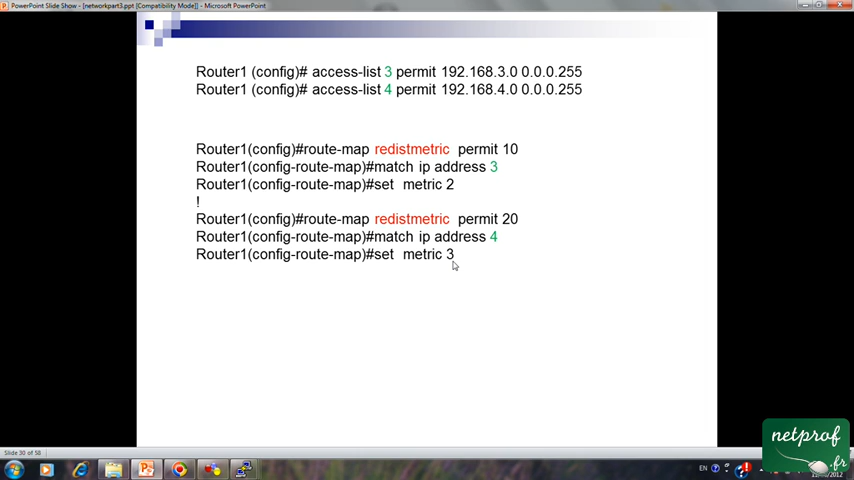 PowerPoint Slide Show - [networkpart3.ppt [Compatibility Mode]] - Microsoft PowerPoint
Router1 (config)# access-list 3 permit 192.168.3.0 0.0.0.255
Router1 (config)# access-list 4 permit 192.168.4.0 0.0.0.255
Router1(config)#route-map redistmetric permit 10
Router1(config-route-map)#match ip address 3
Router1(config-route-map)#set metric 2
!
Router1(config)#route-map redistmetric permit 20
Router1(config-route-map)#match ip address 4
Router1(config-route-map)#set metric 3
netprof
.fr
Slide 30 of 58
EN